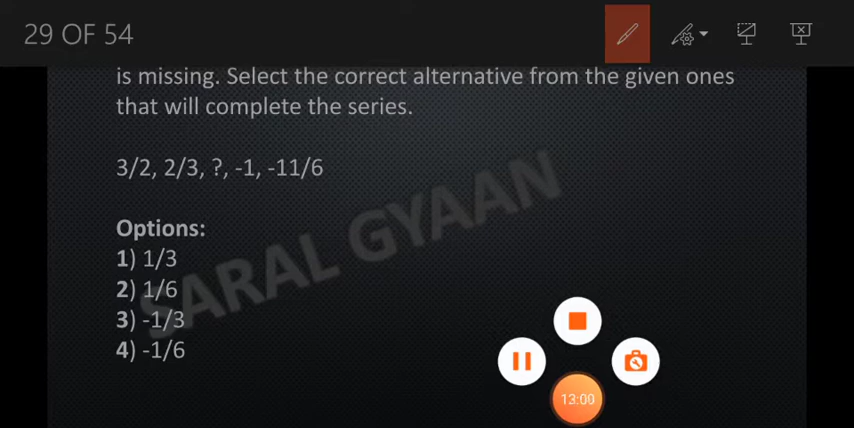 29 OF 54
is missing. Select the correct alternative from the given ones
that will complete the series.
3/2, 2/3, ?, -1, -11/6
SARAL GYAAN
Options:
1) 1/3
2) 1/6
3) -1/3
4) -1/6
13:00